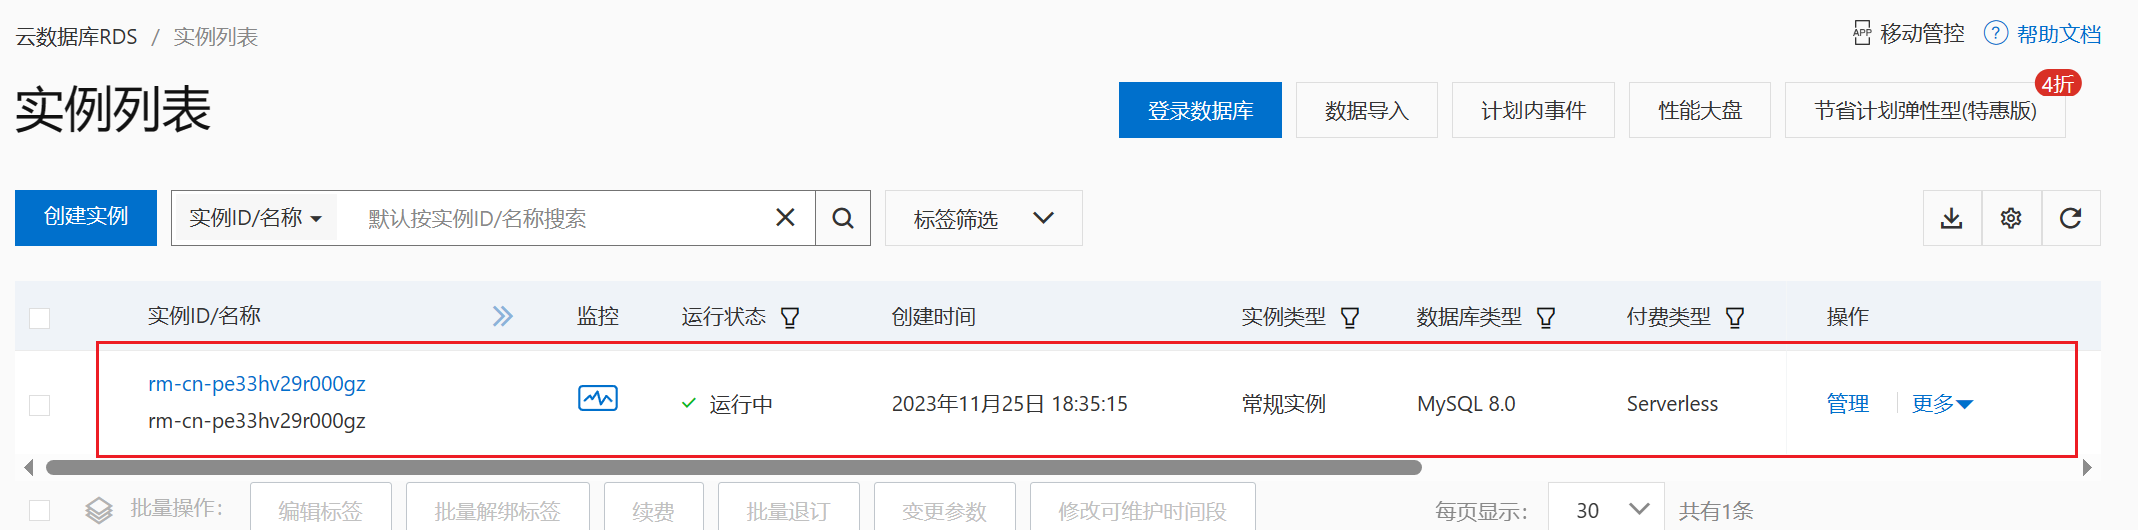 云数据库RDS / 实例列表
APP 移动管控 ? 帮助文档
实例列表
登录数据库 数据导入 计划内事件 性能大盘 节省计划弹性型(特惠版) 4折
创建实例 实例ID/名称 默认按实例ID/名称搜索 标签筛选
实例ID/名称 监控 运行状态 创建时间 实例类型 数据库类型 付费类型 操作
rm-cn-pe33hv29r000gz
rm-cn-pe33hv29r000gz
运行中 2023年11月25日 18:35:15 常规实例 MySQL 8.0 Serverless 管理 更多
批量操作: 编辑标签 批量解绑标签 续费 批量退订 变更参数 修改可维护时间段 每页显示: 30 共有1条